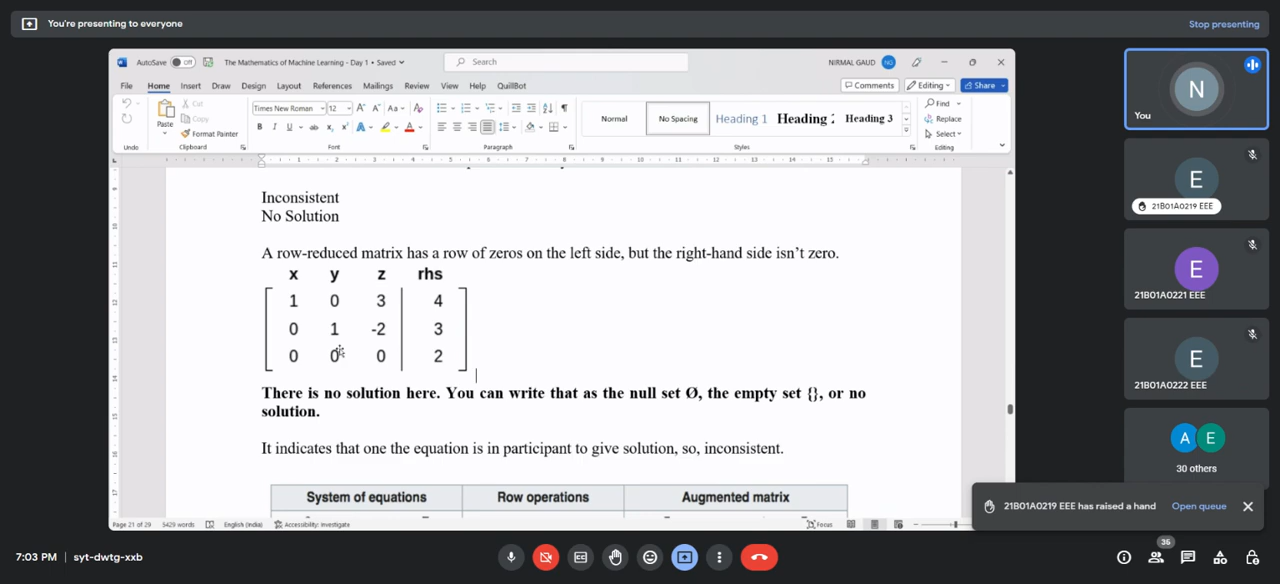 You're presenting to everyone
Stop presenting
AutoSave Off
The Mathematics of Machine Learning - Day 1 • Saved
Search
NIRMAL GAUD NG
File Home Insert Draw Design Layout References Mailings Review View Help QuillBot
Comments Editing Share
Paste
Cut
Copy
Format Painter
Times New Roman 12
Normal
No Spacing
Heading 1
Heading 2
Heading 3
Find
Replace
Select
Undo Clipboard Font Paragraph Styles Editing
Inconsistent
No Solution
A row-reduced matrix has a row of zeros on the left side, but the right-hand side isn't zero.
x y z rhs
1 0 3 4
0 1 -2 3
0 0 0 2
There is no solution here. You can write that as the null set Ø, the empty set {}, or no
solution.
It indicates that one the equation is in participant to give solution, so, inconsistent.
System of equations Row operations Augmented matrix
Page 21 of 29 5429 words English (India) Accessibility: Investigate Focus
N
You
E
21B01A0219 EEE
E
21B01A0221 EEE
E
21B01A0222 EEE
A E
30 others
21B01A0219 EEE has raised a hand Open queue
7:03 PM | syt-dwtg-xxb
35